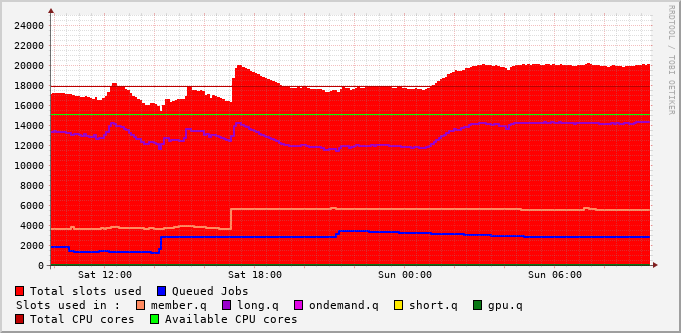 24000
22000
20000
18000
16000
14000
12000
10000
8000
6000
4000
2000
0
Sat 12:00 Sat 18:00 Sun 00:00 Sun 06:00
RRDTOOL / TOBI OETIKER
Total slots used Queued Jobs
Slots used in : member.q long.q ondemand.q short.q gpu.q
Total CPU cores Available CPU cores